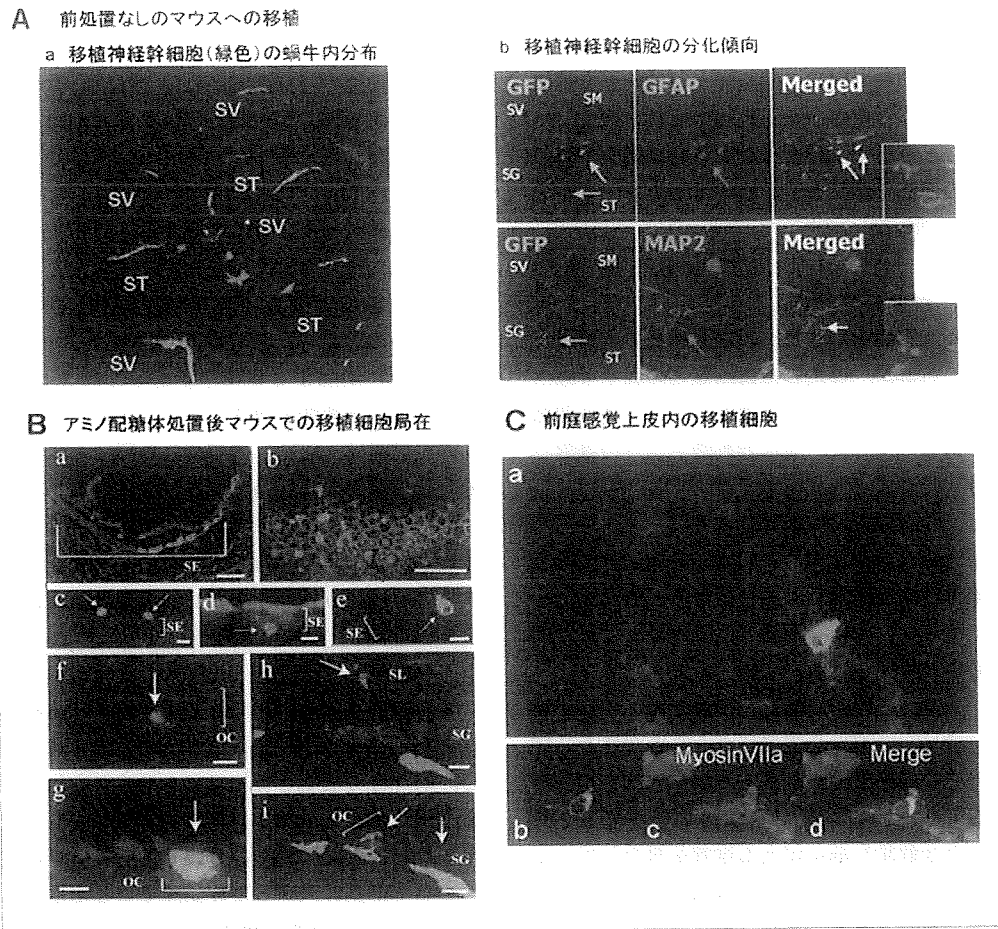 A 前処置なしのマウスへの移植
a 移植神経幹細胞(緑色)の蝸牛内分布
SV
ST
SV
SV
ST
ST
SV
b 移植神経幹細胞の分化傾向
GFP
SV
SM
SG
ST
GFAP
Merged
GFP
SV
SM
SG
ST
MAP2
Merged
B アミノ配糖体処置後マウスでの移植細胞局在
a
SE
b
c
SE
d
SE
e
SE
f
OC
h
SL
SG
g
OC
i
OC
SG
C 前庭感覚上皮内の移植細胞
a
b
MyosinVIIa
c
Merge
d